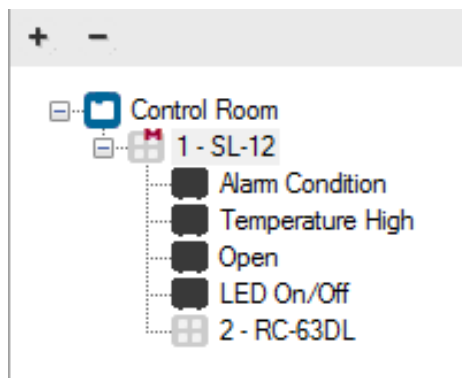 Control Room
1 - SL-12
Alarm Condition
Temperature High
Open
LED On/Off
2 - RC-63DL